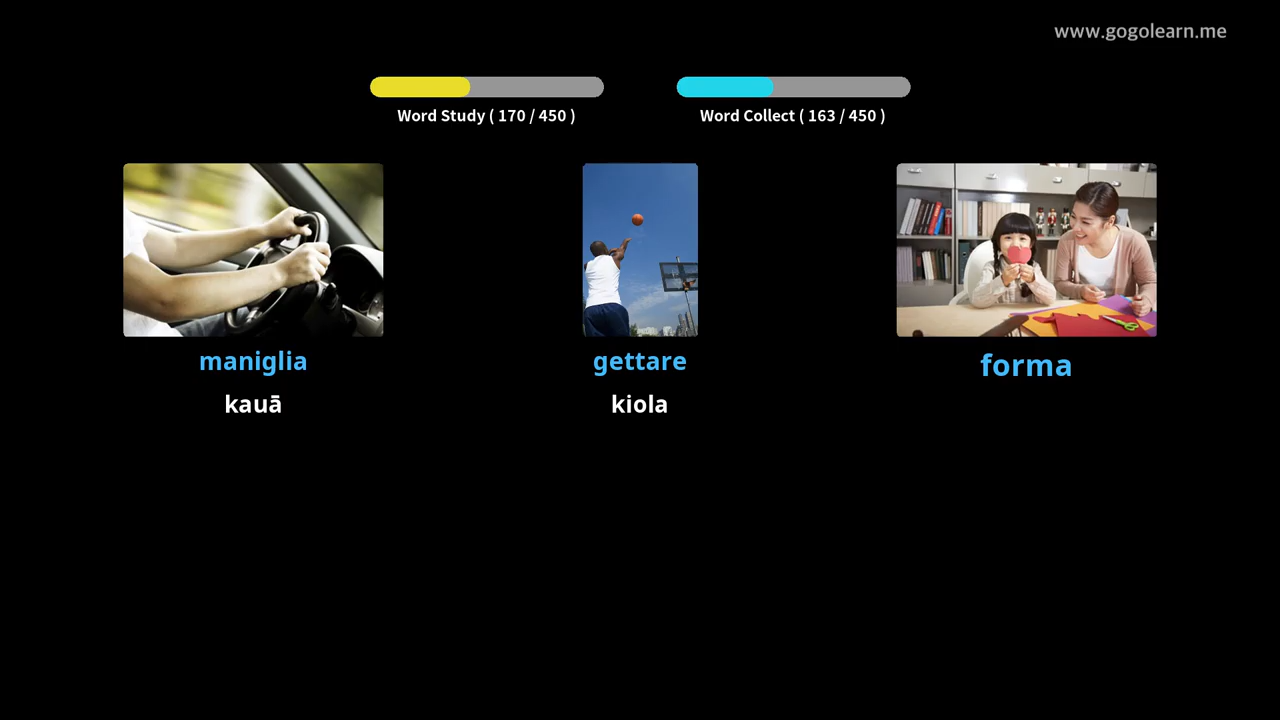 www.gogolearn.me
Word Study ( 170 / 450 )
Word Collect ( 163 / 450 )
maniglia
gettare
forma
kauā
kiola